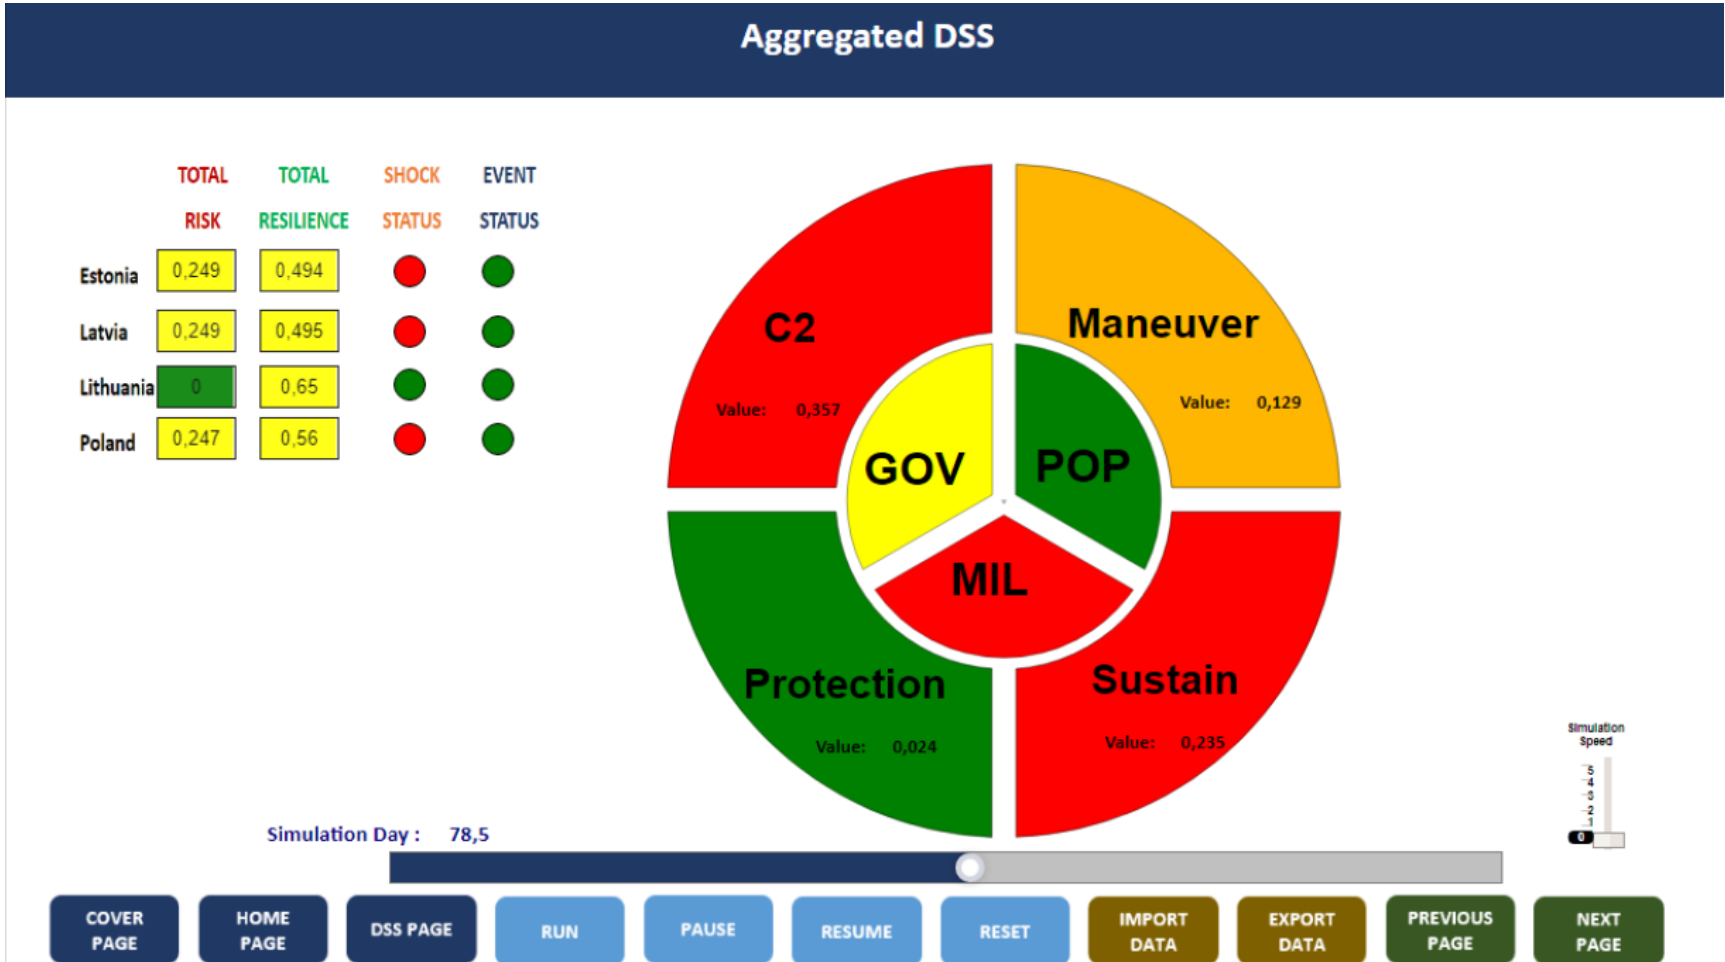 Aggregated DSS
TOTAL TOTAL SHOCK EVENT
RISK RESILIENCE STATUS STATUS
Estonia 0,249 0,494
Latvia 0,249 0,495
Lithuania 0 0,65
Poland 0,247 0,56
C2
Value: 0,357
Maneuver
Value: 0,129
GOV
POP
MIL
Protection
Value: 0,024
Sustain
Value: 0,235
Simulation
Speed
5
4
3
2
1
0
Simulation Day : 78,5
COVER
PAGE
HOME
PAGE
DSS PAGE
RUN
PAUSE
RESUME
RESET
IMPORT
DATA
EXPORT
DATA
PREVIOUS
PAGE
NEXT
PAGE